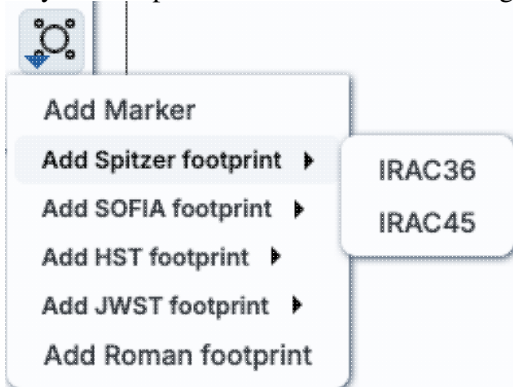 Add Marker
Add Spitzer footprint
IRAC36
Add SOFIA footprint
IRAC45
Add HST footprint
Add JWST footprint
Add Roman footprint